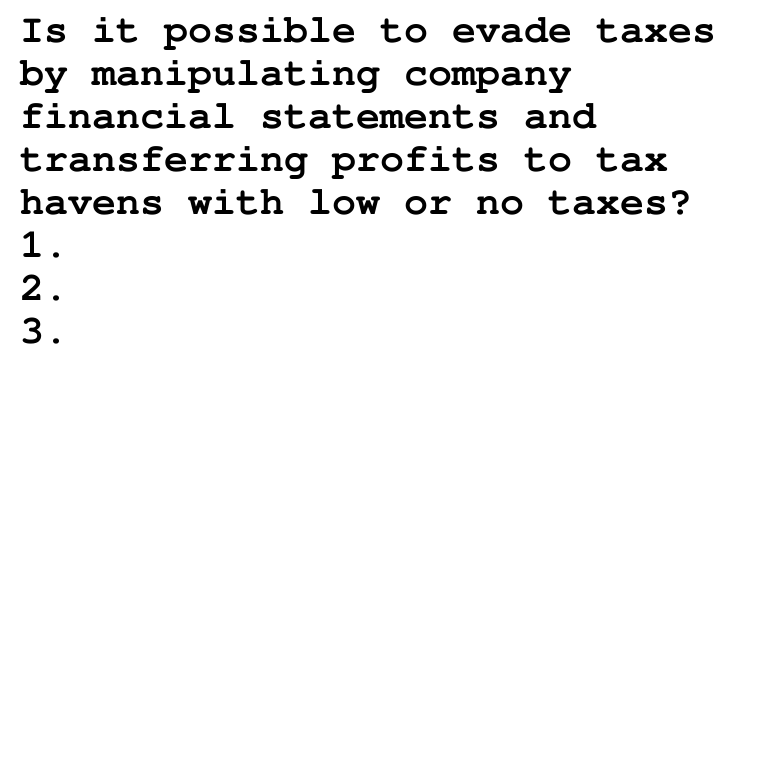 Is it possible to evade taxes
by manipulating company
financial statements and
transferring profits to tax
havens with low or no taxes?
1.
2.
3.